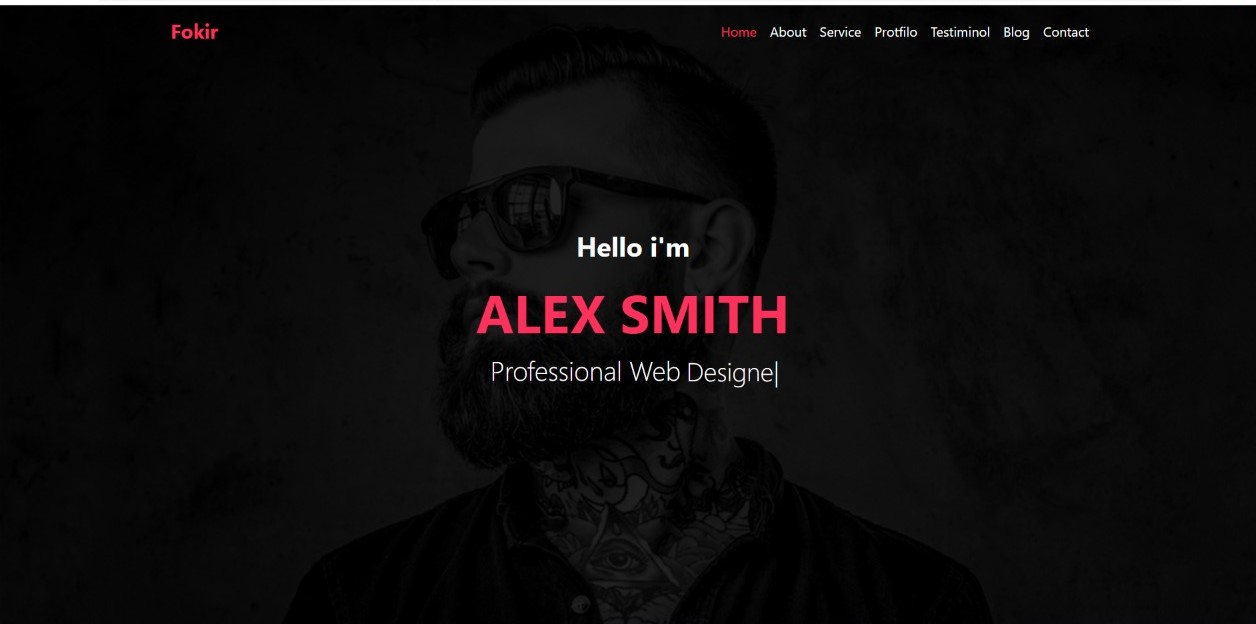 Fokir
Home About Service Protfilo Testiminol Blog Contact
Hello i'm
ALEX SMITH
Professional Web Designe|